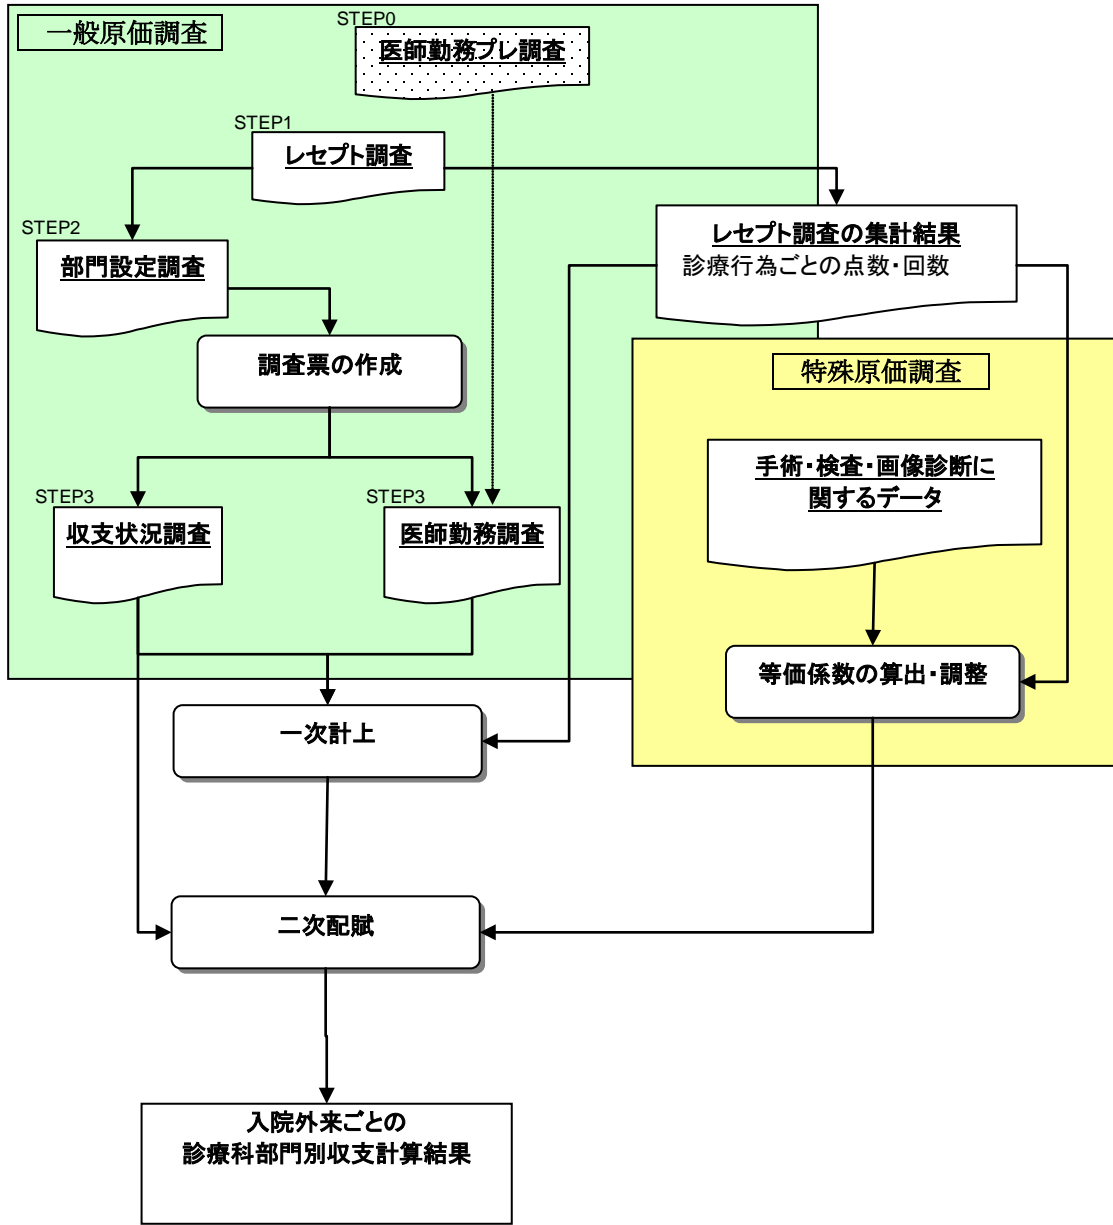 一般原価調査
STEP0
医師勤務プレ調査
STEP1
レセプト調査
STEP2
部門設定調査
レセプト調査の集計結果
診療行為ごとの点数・回数
調査票の作成
特殊原価調査
手術・検査・画像診断に
関するデータ
STEP3
収支状況調査
STEP3
医師勤務調査
等価係数の算出・調整
一次計上
二次配賦
入院外来ごとの
診療科部門別収支計算結果